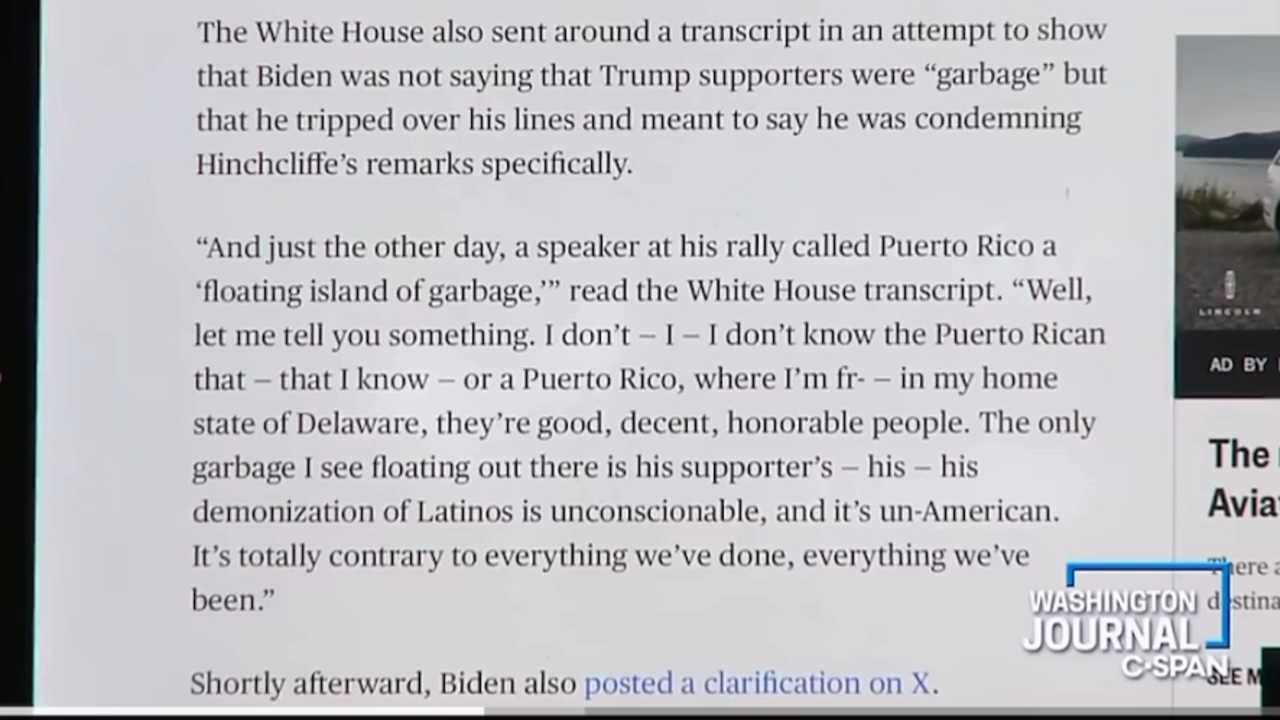 The White House also sent around a transcript in an attempt to show
that Biden was not saying that Trump supporters were “garbage” but
that he tripped over his lines and meant to say he was condemning
Hinchcliffe’s remarks specifically.
“And just the other day, a speaker at his rally called Puerto Rico a
‘floating island of garbage,’” read the White House transcript. “Well,
let me tell you something. I don’t – I – I don’t know the Puerto Rican
that – that I know – or a Puerto Rico, where I’m fr- – in my home
state of Delaware, they’re good, decent, honorable people. The only
garbage I see floating out there is his supporter’s – his – his
demonization of Latinos is unconscionable, and it’s un-American.
It’s totally contrary to everything we’ve done, everything we’ve
been.”
Shortly afterward, Biden also posted a clarification on X.
LINCOLN
AD BY
The
WASHINGTON
JOURNAL
C-SPAN
SEE